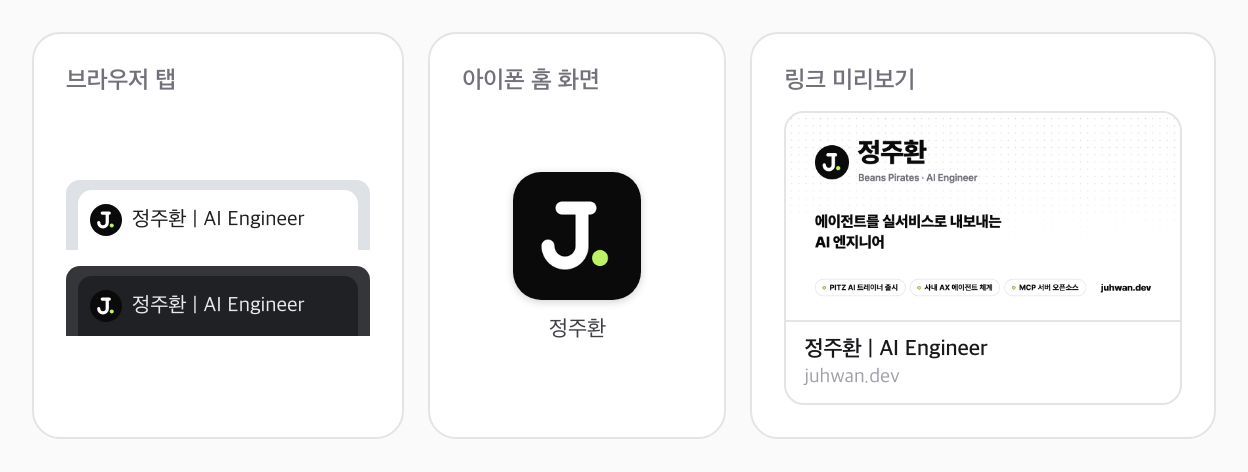 브라우저 탭
J. 정주환 | AI Engineer
J. 정주환 | AI Engineer
아이폰 홈 화면
J.
정주환
링크 미리보기
J. 정주환
Beans Pirates · AI Engineer
에이전트를 실서비스로 내보내는
AI 엔지니어
PITZ AI 트레이너 출시 사내 AX 에이전트 체계 MCP 서버 오픈소스 juhwan.dev
정주환 | AI Engineer
juhwan.dev